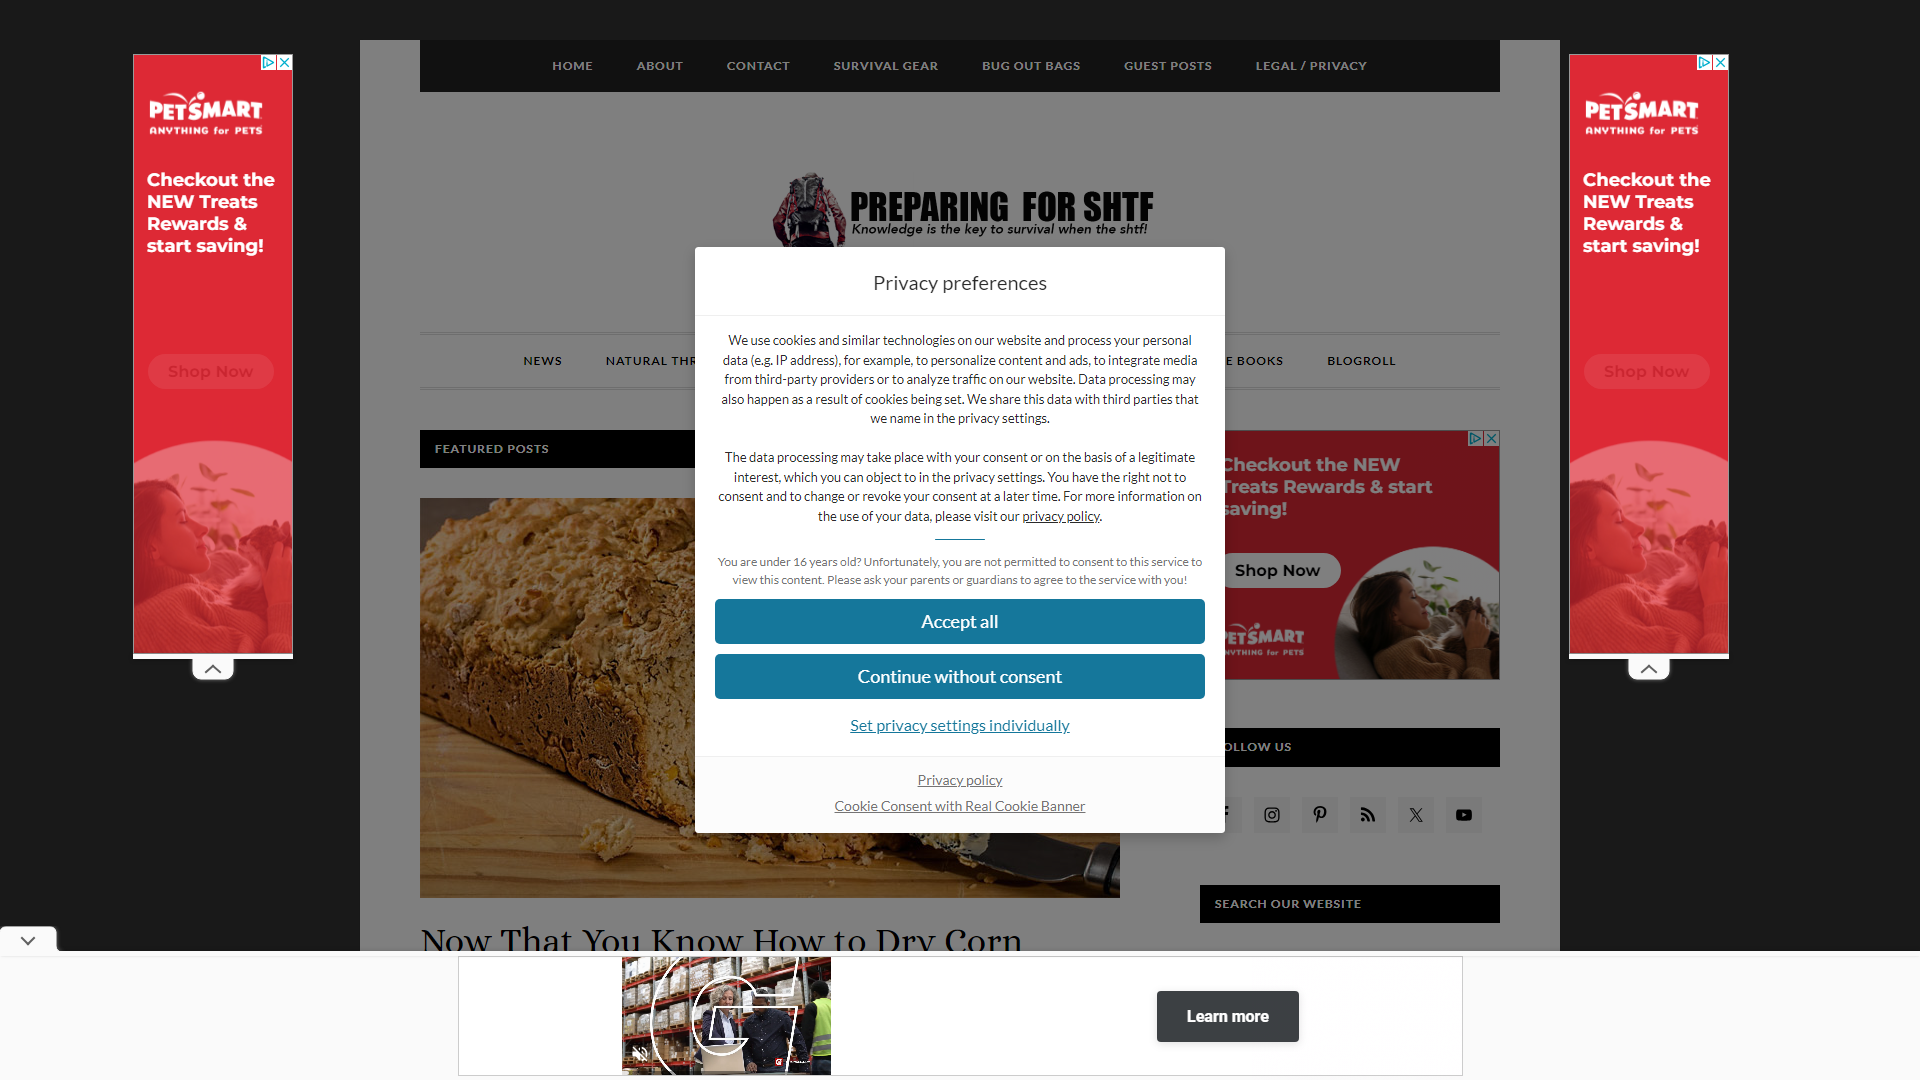 HOME ABOUT CONTACT SURVIVAL GEAR BUG OUT BAGS GUEST POSTS LEGAL / PRIVACY
PETSMART
ANYTHING for PETS
Checkout the
NEW Treats
Rewards &
start saving!
Shop Now
PREPARING FOR SHTF
Knowledge is the key to survival when the shtf!
PETSMART
ANYTHING for PETS
Checkout the
NEW Treats
Rewards &
start saving!
Shop Now
Privacy preferences
We use cookies and similar technologies on our website and process your personal
data (e.g. IP address), for example, to personalize content and ads, to integrate media
from third-party providers or to analyze traffic on our website. Data processing may
also happen as a result of cookies being set. We share this data with third parties that
we name in the privacy settings.
The data processing may take place with your consent or on the basis of a legitimate
interest, which you can object to in the privacy settings. You have the right not to
consent and to change or revoke your consent at a later time. For more information on
the use of your data, please visit our privacy policy.
You are under 16 years old? Unfortunately, you are not permitted to consent to this service to
view this content. Please ask your parents or guardians to agree to the service with you!
Accept all
Continue without consent
Set privacy settings individually
Privacy policy
Cookie Consent with Real Cookie Banner
NEWS NATURAL THR
E BOOKS BLOGROLL
FEATURED POSTS
Checkout the NEW
Treats Rewards & start
saving!
Shop Now
PETSMART
ANYTHING for PETS
OLLOW US
SEARCH OUR WEBSITE
Now That You Know How to Dry Corn
Learn more